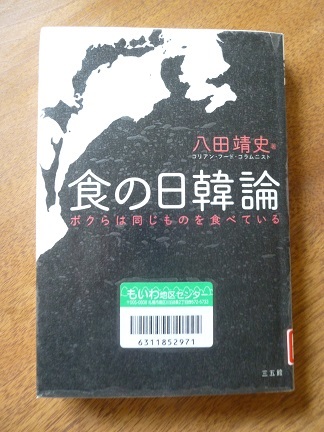 八田靖史 著
コリアン・フード・コラムニスト
食の日韓論
ボクらは同じものを食べている
もいわ地区センター
6311852971
三五館